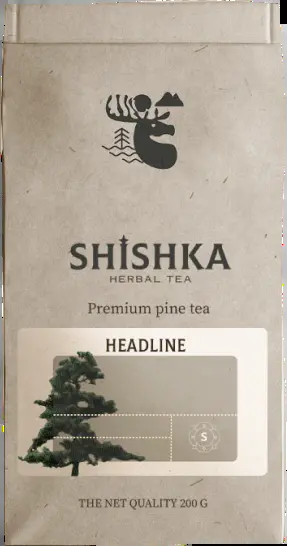 SHISHKA
HERBAL TEA
Premium pine tea
HEADLINE
S
THE NET QUALITY 200 G